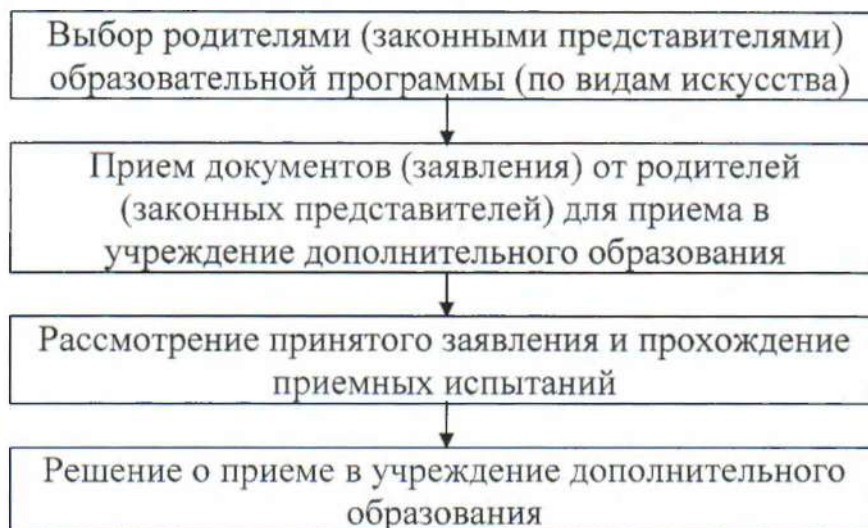 Выбор родителями (законными представителями)
образовательной программы (по видам искусства)
Прием документов (заявления) от родителей
(законных представителей) для приема в
учреждение дополнительного образования
Рассмотрение принятого заявления и прохождение
приемных испытаний
Решение о приеме в учреждение дополнительного
образования